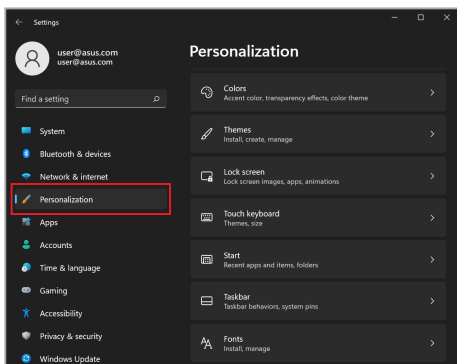 Settings
user@asus.com
user@asus.com
Find a setting
System
Bluetooth & devices
Network & internet
Personalization
Apps
Accounts
Time & language
Gaming
Accessibility
Privacy & security
Windows Update
Personalization
Colors
Accent color, transparency effects, color theme
Themes
Install, create, manage
Lock screen
Lock screen images, apps, animations
Touch keyboard
Themes, size
Start
Recent apps and items, folders
Taskbar
Taskbar behaviors, system pins
Fonts
Install, manage